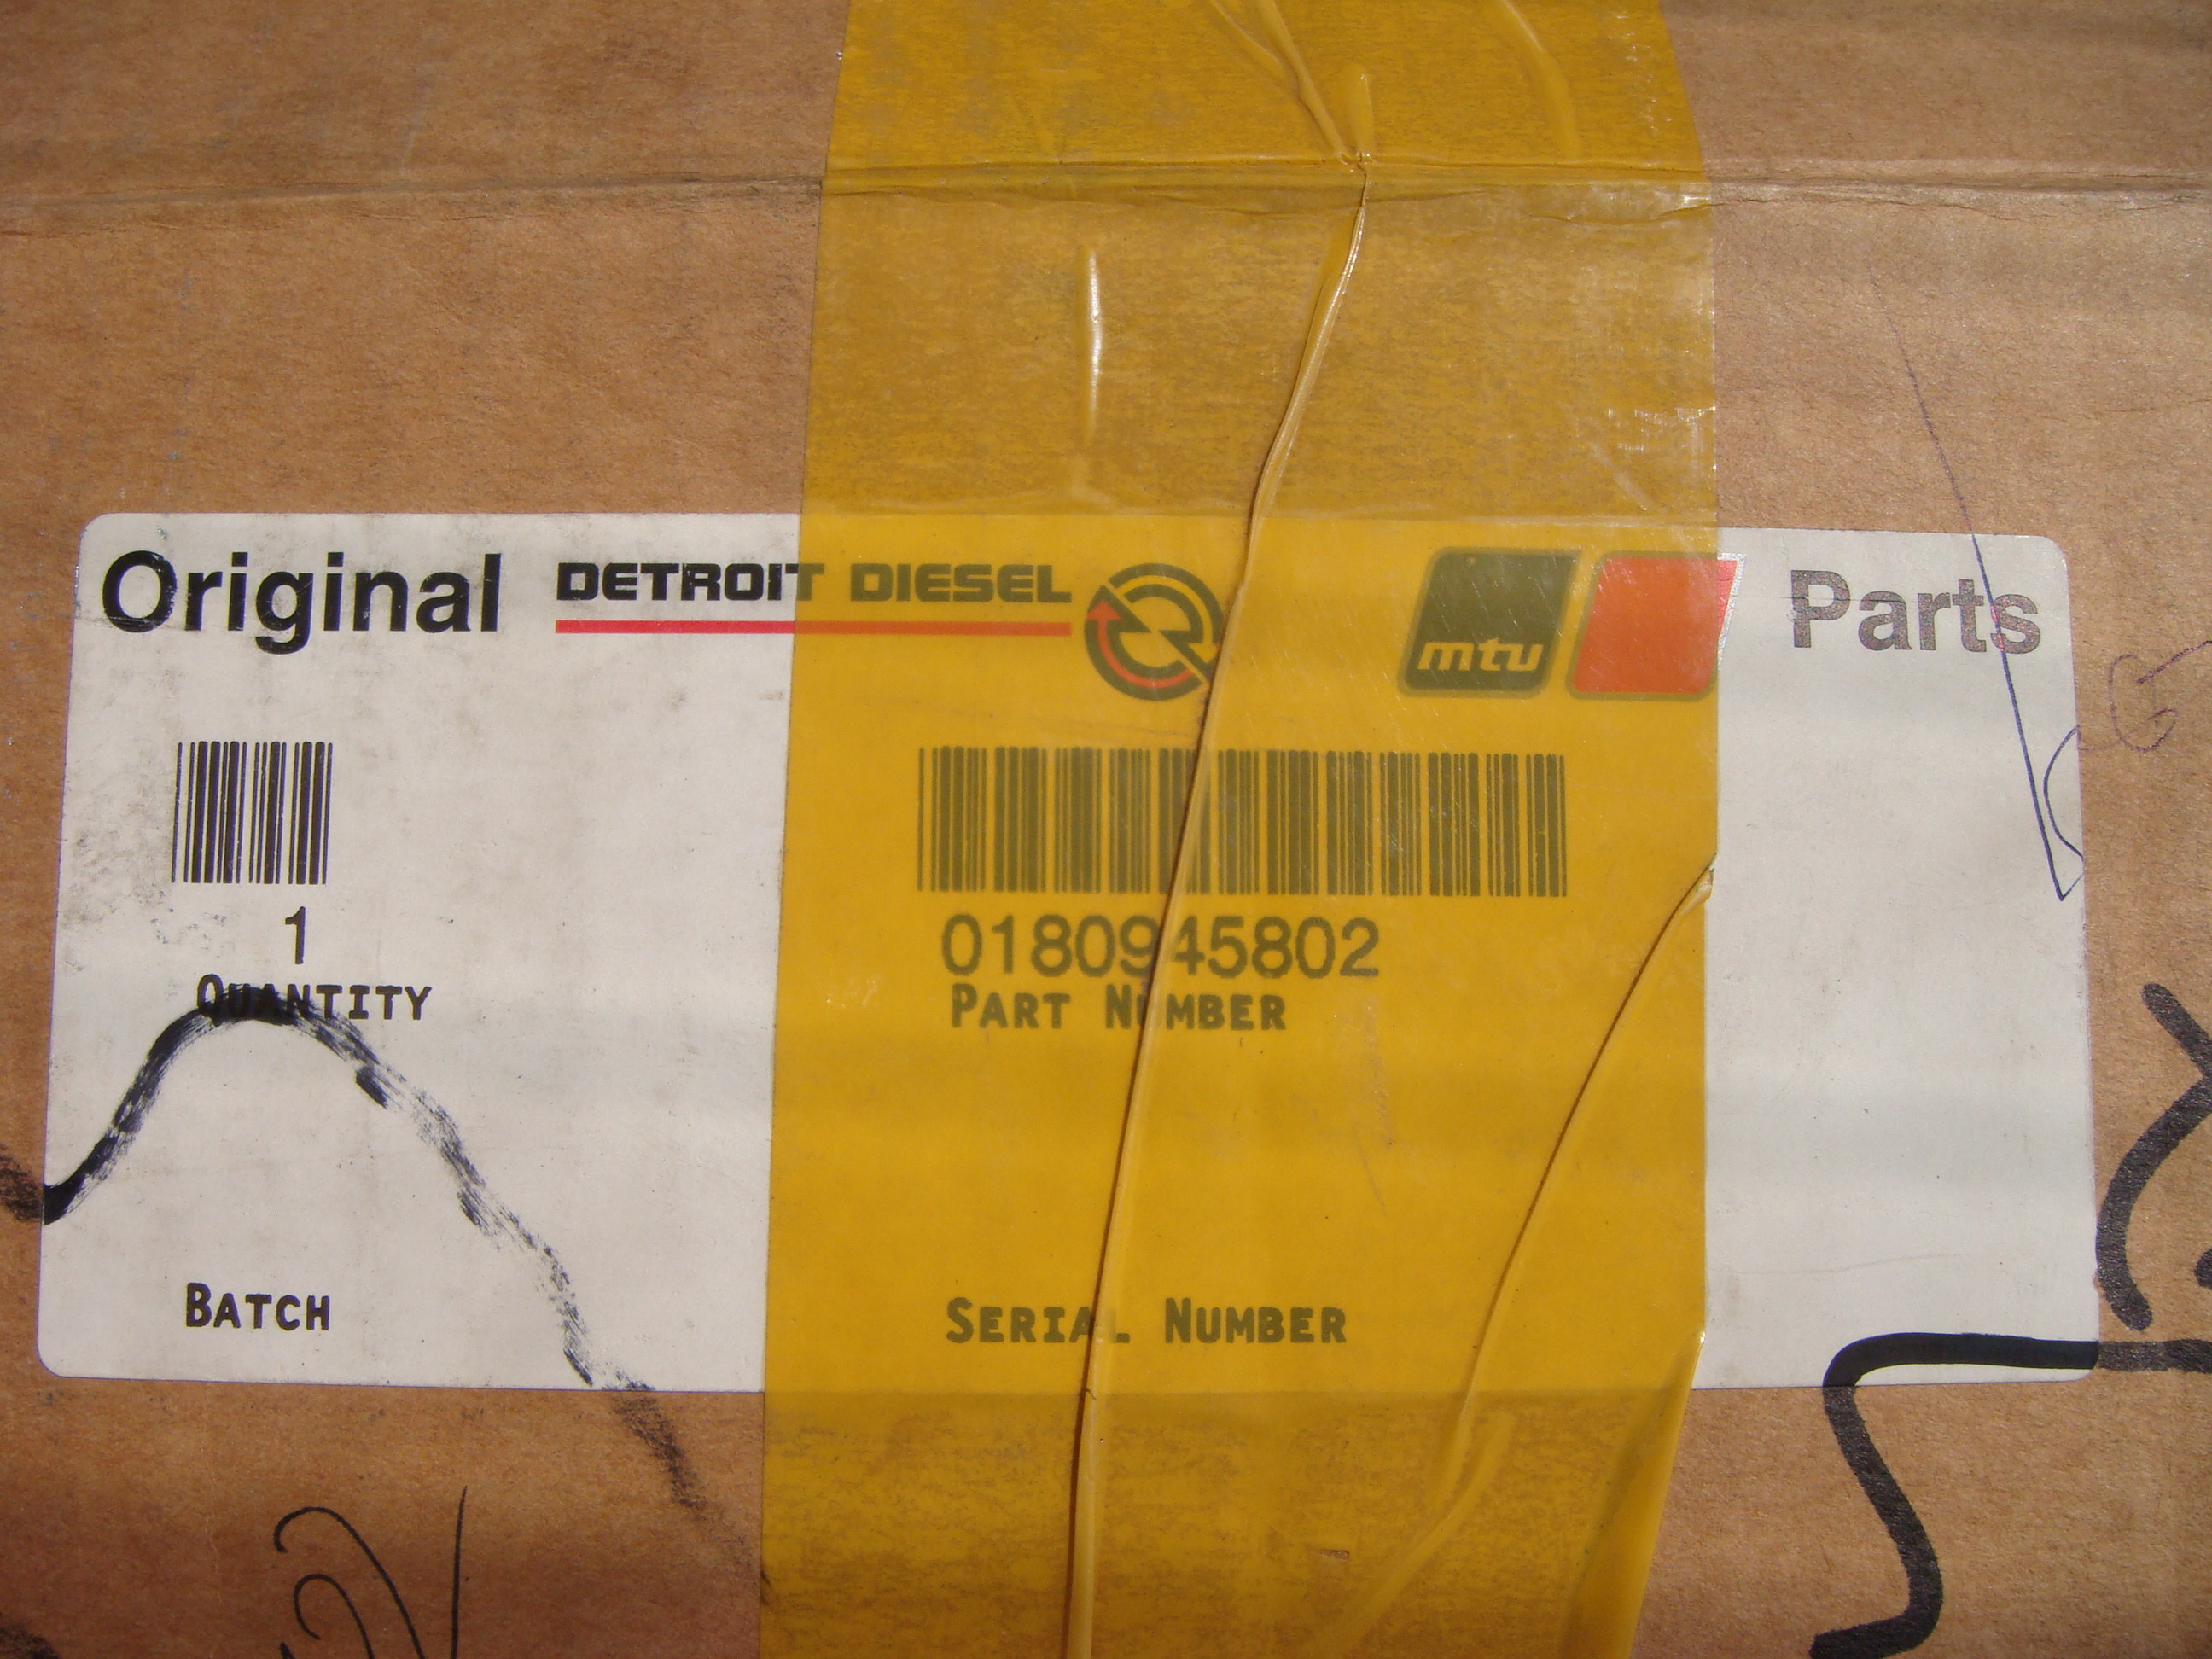 Original DETROIT DIESEL mtu Parts
1
QUANTITY
0180945802
PART NUMBER
BATCH
SERIAL NUMBER